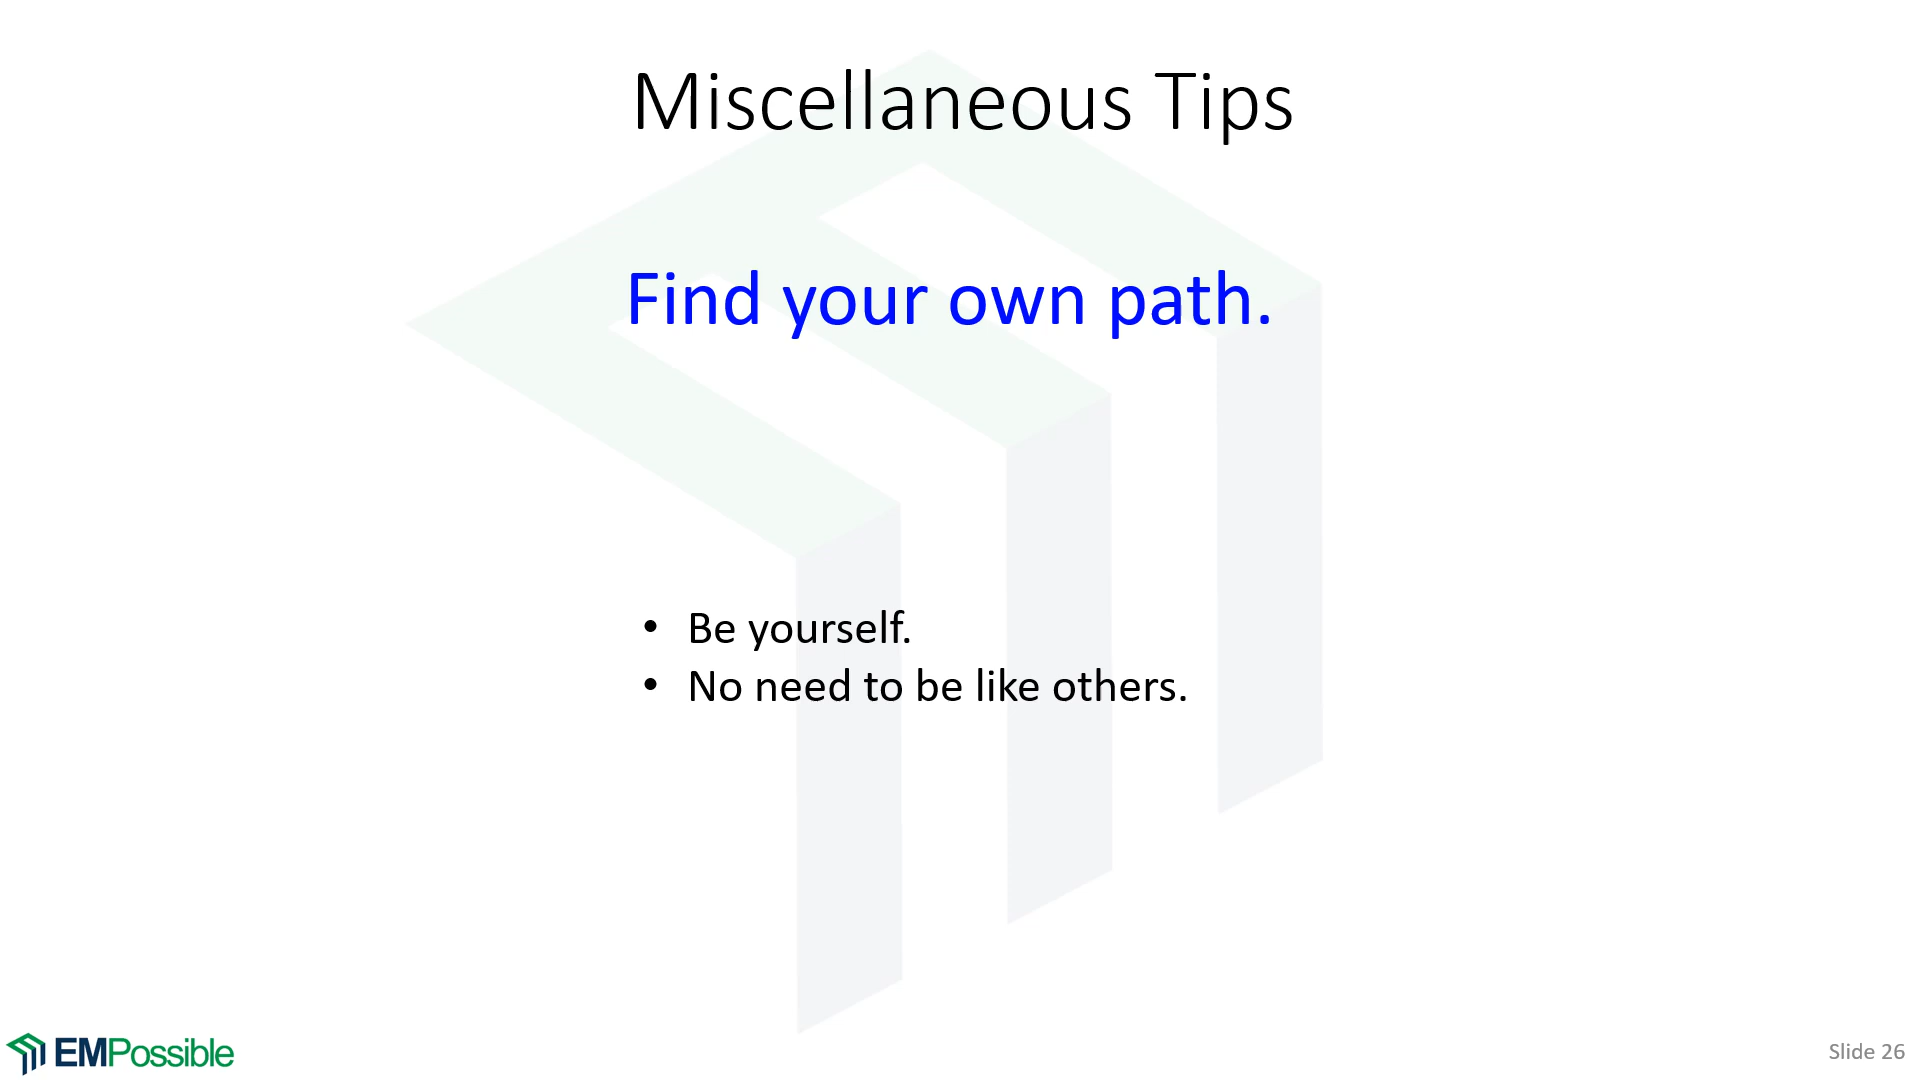 Miscellaneous Tips
Find your own path.
• Be yourself.
• No need to be like others.
EMPossible
Slide 26